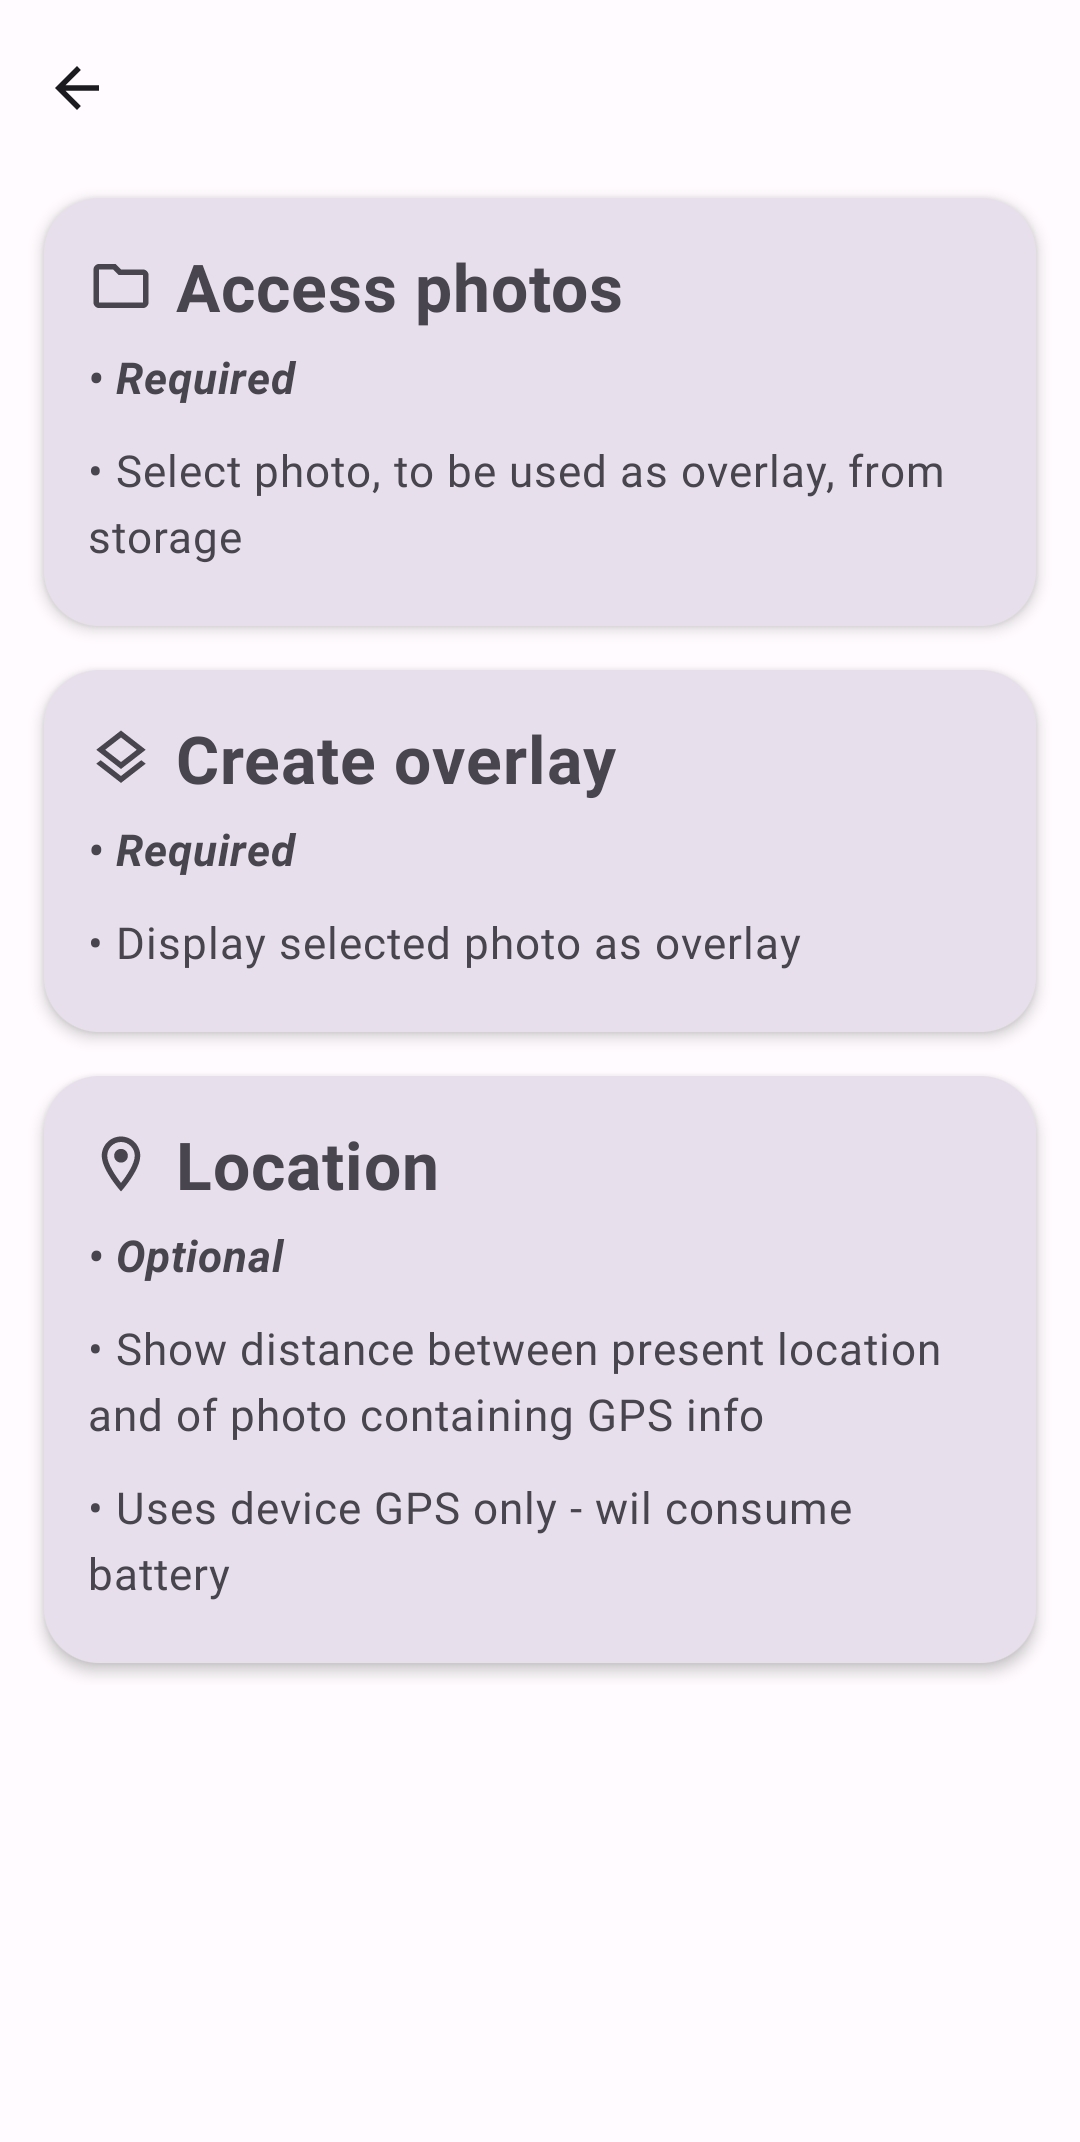 Access photos
• Required
• Select photo, to be used as overlay, from
storage
Create overlay
• Required
• Display selected photo as overlay
Location
• Optional
• Show distance between present location
and of photo containing GPS info
• Uses device GPS only - wil consume
battery